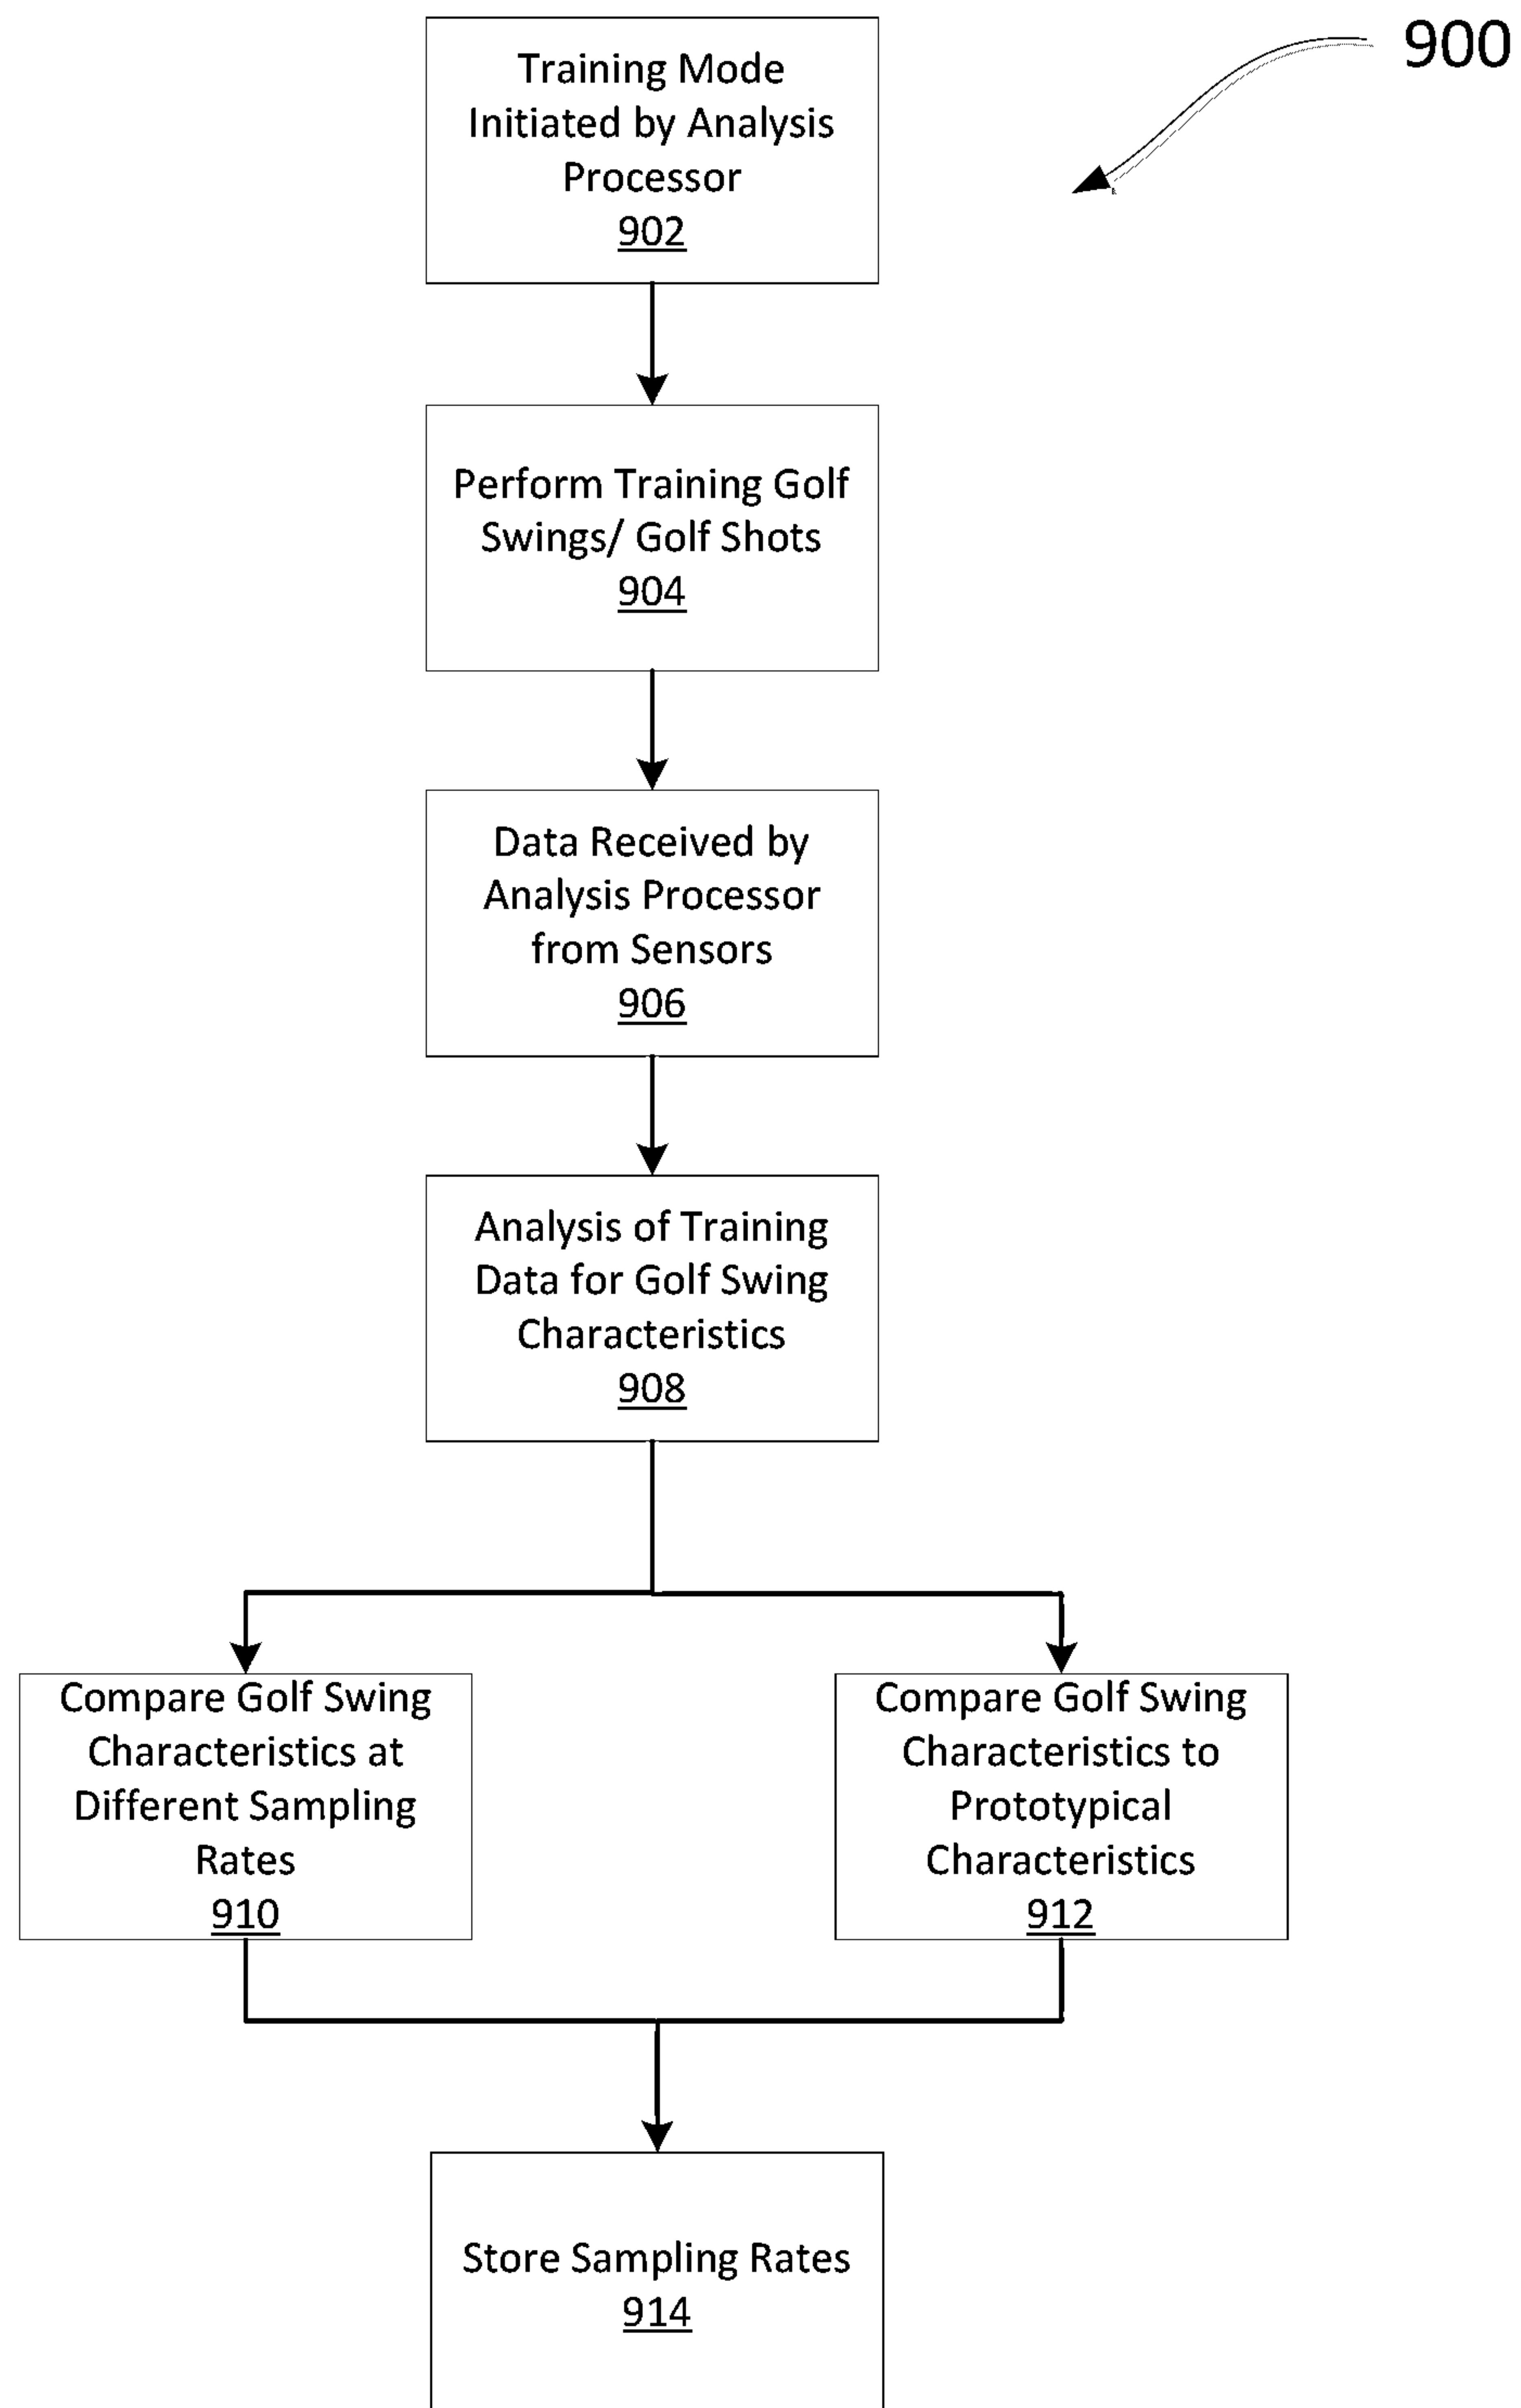 900
Training Mode
Initiated by Analysis
Processor
902
Perform Training Golf
Swings/ Golf Shots
904
Data Received by
Analysis Processor
from Sensors
906
Analysis of Training
Data for Golf Swing
Characteristics
908
Compare Golf Swing
Characteristics at
Different Sampling
Rates
910
Compare Golf Swing
Characteristics to
Prototypical
Characteristics
912
Store Sampling Rates
914